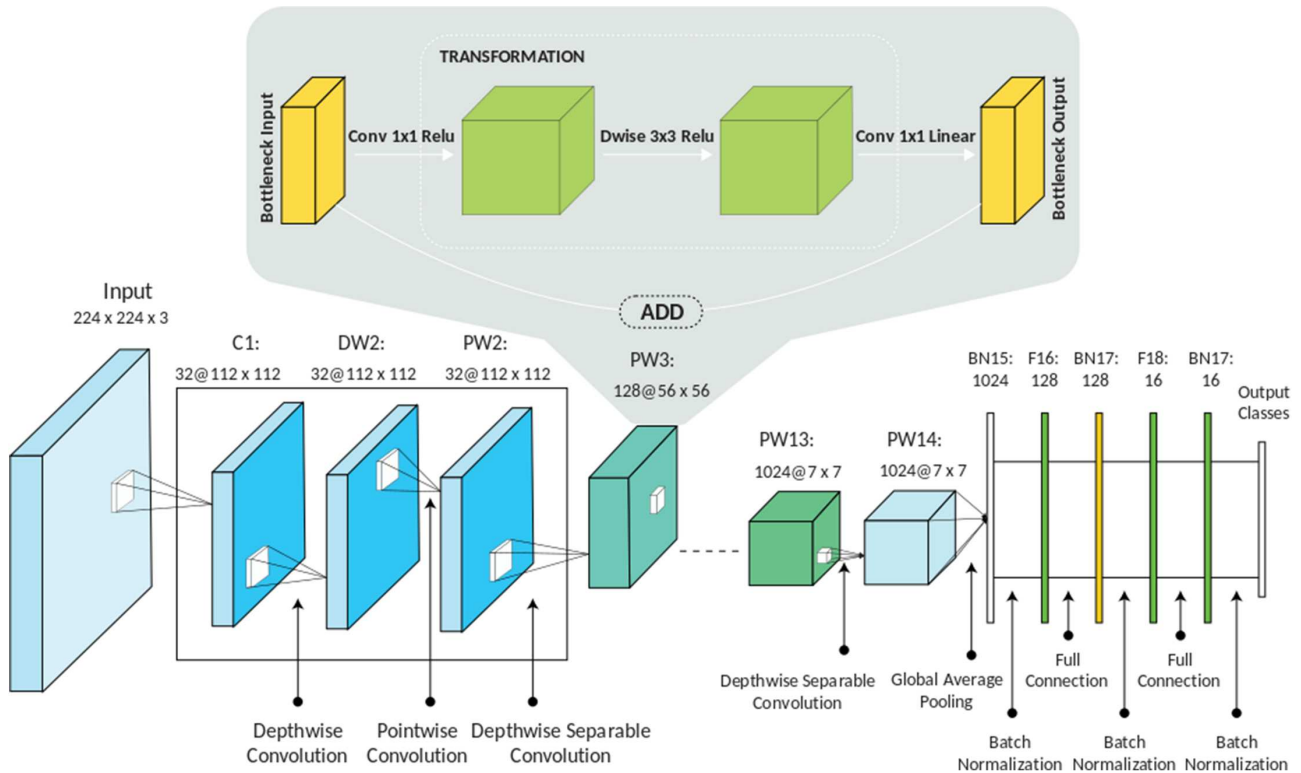 TRANSFORMATION
Bottleneck Input
Conv 1x1 Relu
Dwise 3x3 Relu
Conv 1x1 Linear
Bottleneck Output
ADD
Input
224 x 224 x 3
C1:
32@112 x 112
DW2:
32@112 x 112
PW2:
32@112 x 112
PW3:
128@56 x 56
PW13:
1024@7 x 7
PW14:
1024@7 x 7
BN15:
1024
F16:
128
BN17:
128
F18:
16
BN17:
16
Output
Classes
Depthwise
Convolution
Pointwise
Convolution
Depthwise Separable
Convolution
Depthwise Separable
Convolution
Global Average
Pooling
Full
Connection
Full
Connection
Batch
Normalization
Batch
Normalization
Batch
Normalization